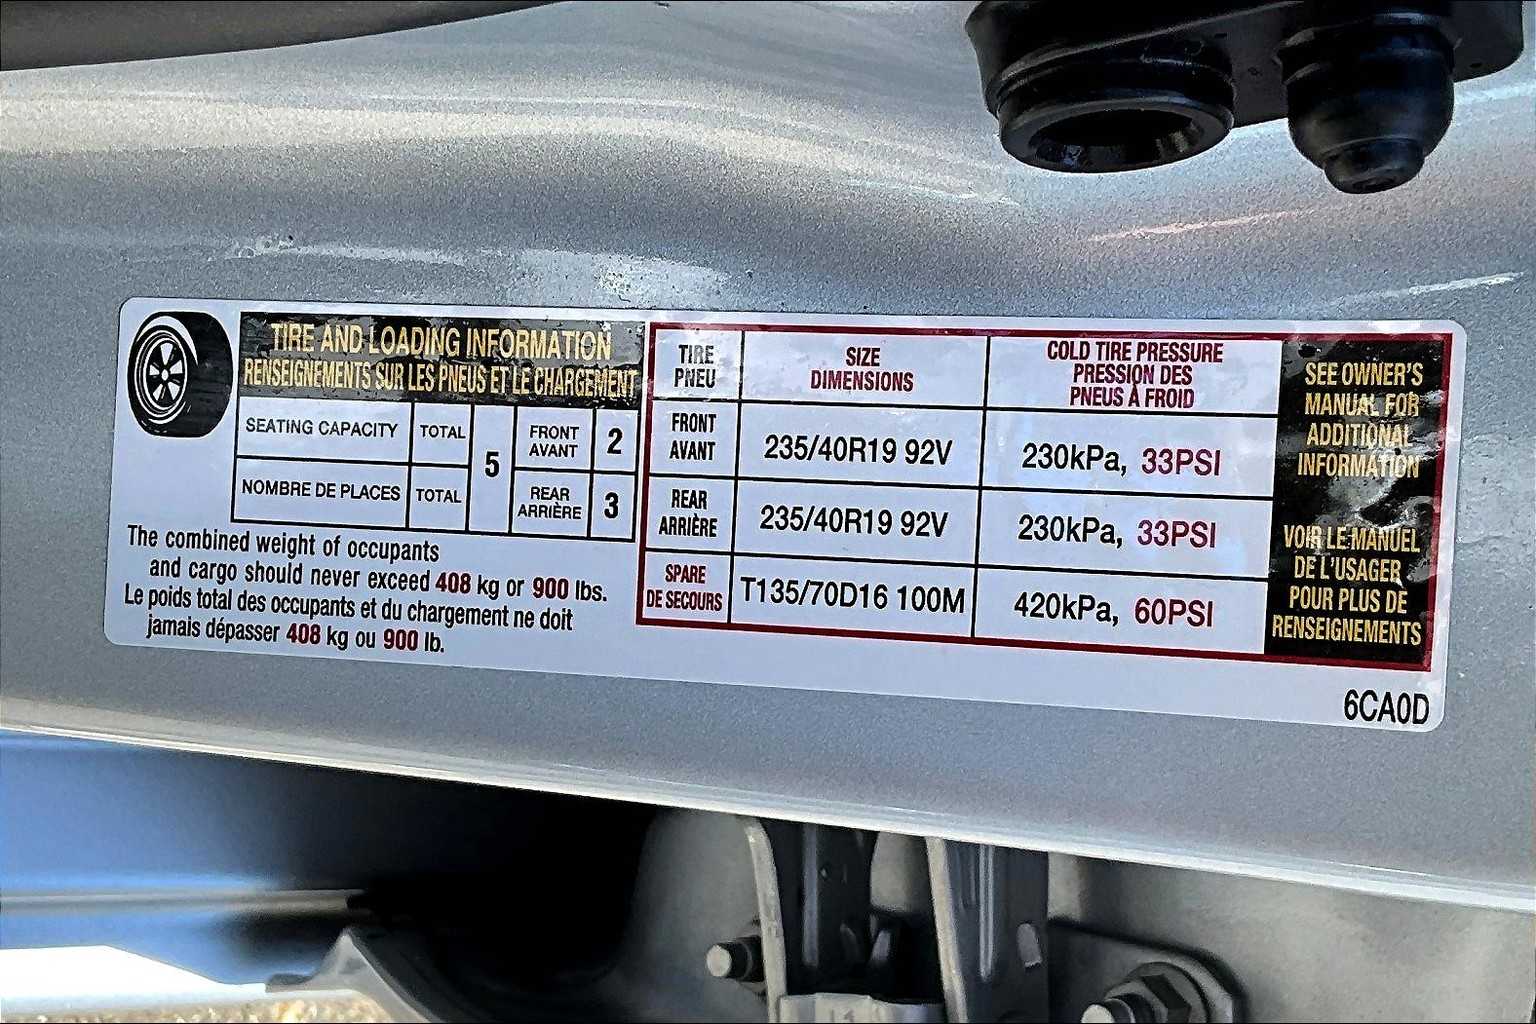 TIRE AND LOADING INFORMATION
RENSEIGNEMENTS SUR LES PNEUS ET LE CHARGEMENT
SEATING CAPACITY TOTAL 5 FRONT AVANT 2
NOMBRE DE PLACES TOTAL REAR ARRIÈRE 3
The combined weight of occupants
and cargo should never exceed 408 kg or 900 lbs.
Le poids total des occupants et du chargement ne doit
jamais dépasser 408 kg ou 900 lb.
TIRE PNEU SIZE DIMENSIONS COLD TIRE PRESSURE PRESSION DES PNEUS À FROID
FRONT AVANT 235/40R19 92V 230kPa, 33PSI
REAR ARRIÈRE 235/40R19 92V 230kPa, 33PSI
SPARE DE SECOURS T135/70D16 100M 420kPa, 60PSI
SEE OWNER'S
MANUAL FOR
ADDITIONAL
INFORMATION
VOIR LE MANUEL
DE L'USAGER
POUR PLUS DE
RENSEIGNEMENTS
6CA0D